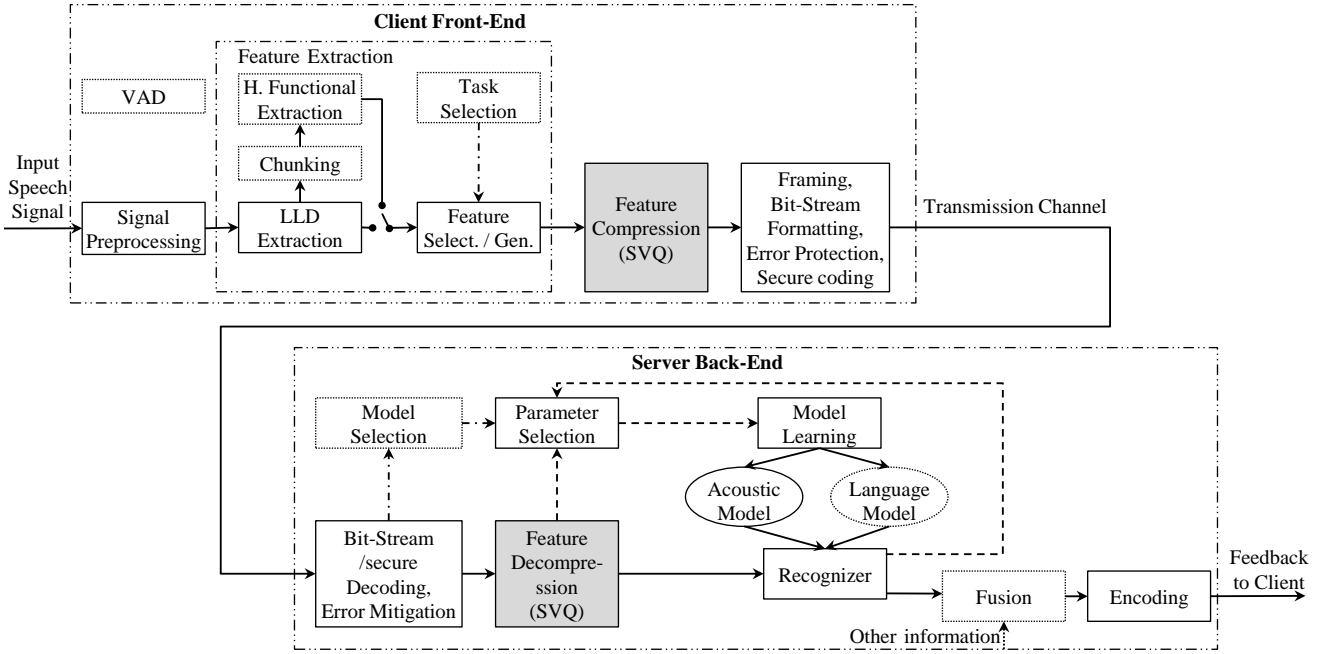 Client Front-End
Feature Extraction
VAD
H. Functional
Extraction
Task
Selection
Chunking
Input
Speech
Signal
Signal
Preprocessing
LLD
Extraction
Feature
Select. / Gen.
Feature
Compression
(SVQ)
Framing,
Bit-Stream
Formatting,
Error Protection,
Secure coding
Transmission Channel
Server Back-End
Model
Selection
Parameter
Selection
Model
Learning
Acoustic
Model
Language
Model
Bit-Stream
/secure
Decoding,
Error Mitigation
Feature
Decompre-
ssion
(SVQ)
Recognizer
Fusion
Encoding
Feedback
to Client
Other information